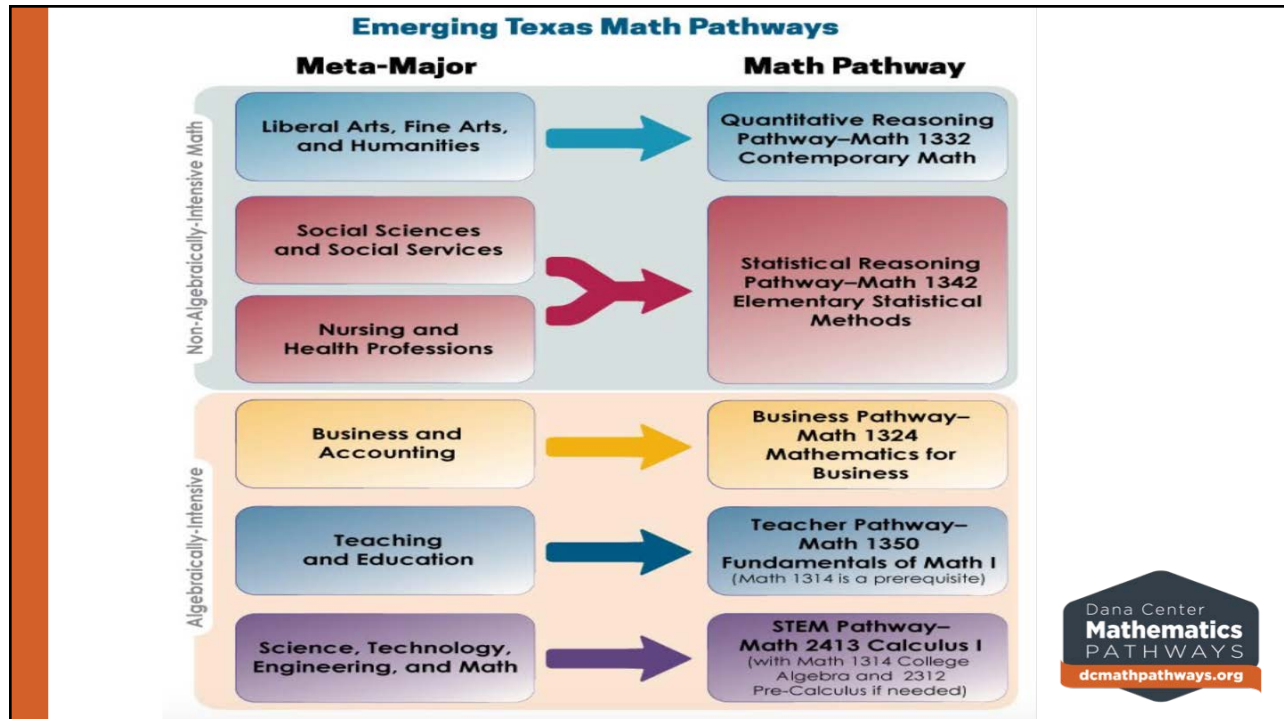 Emerging Texas Math Pathways
Meta-Major
Math Pathway
Non-Algebraically-Intensive Math
Liberal Arts, Fine Arts,
and Humanities
Quantitative Reasoning
Pathway–Math 1332
Contemporary Math
Social Sciences
and Social Services
Nursing and
Health Professions
Statistical Reasoning
Pathway–Math 1342
Elementary Statistical
Methods
Algebraically-Intensive
Business and
Accounting
Business Pathway–
Math 1324
Mathematics for
Business
Teaching
and Education
Teacher Pathway–
Math 1350
Fundamentals of Math I
(Math 1314 is a prerequisite)
Science, Technology,
Engineering, and Math
STEM Pathway–
Math 2413 Calculus I
(with Math 1314 College
Algebra and 2312
Pre-Calculus if needed)
Dana Center
Mathematics
PATHWAYS
dcmathpathways.org